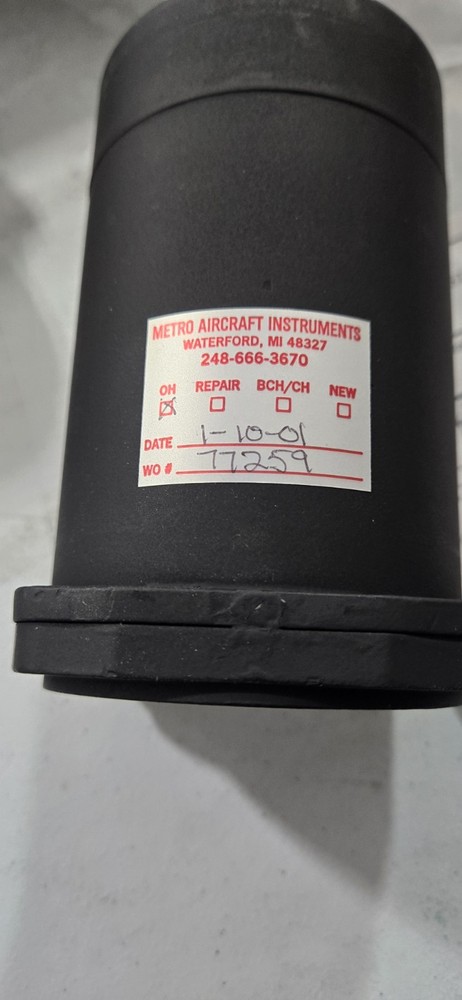 METRO AIRCRAFT INSTRUMENTS
WATERFORD, MI 48327
248-666-3670
OH REPAIR BCH/CH NEW
DATE 1-10-01
WO # 77259